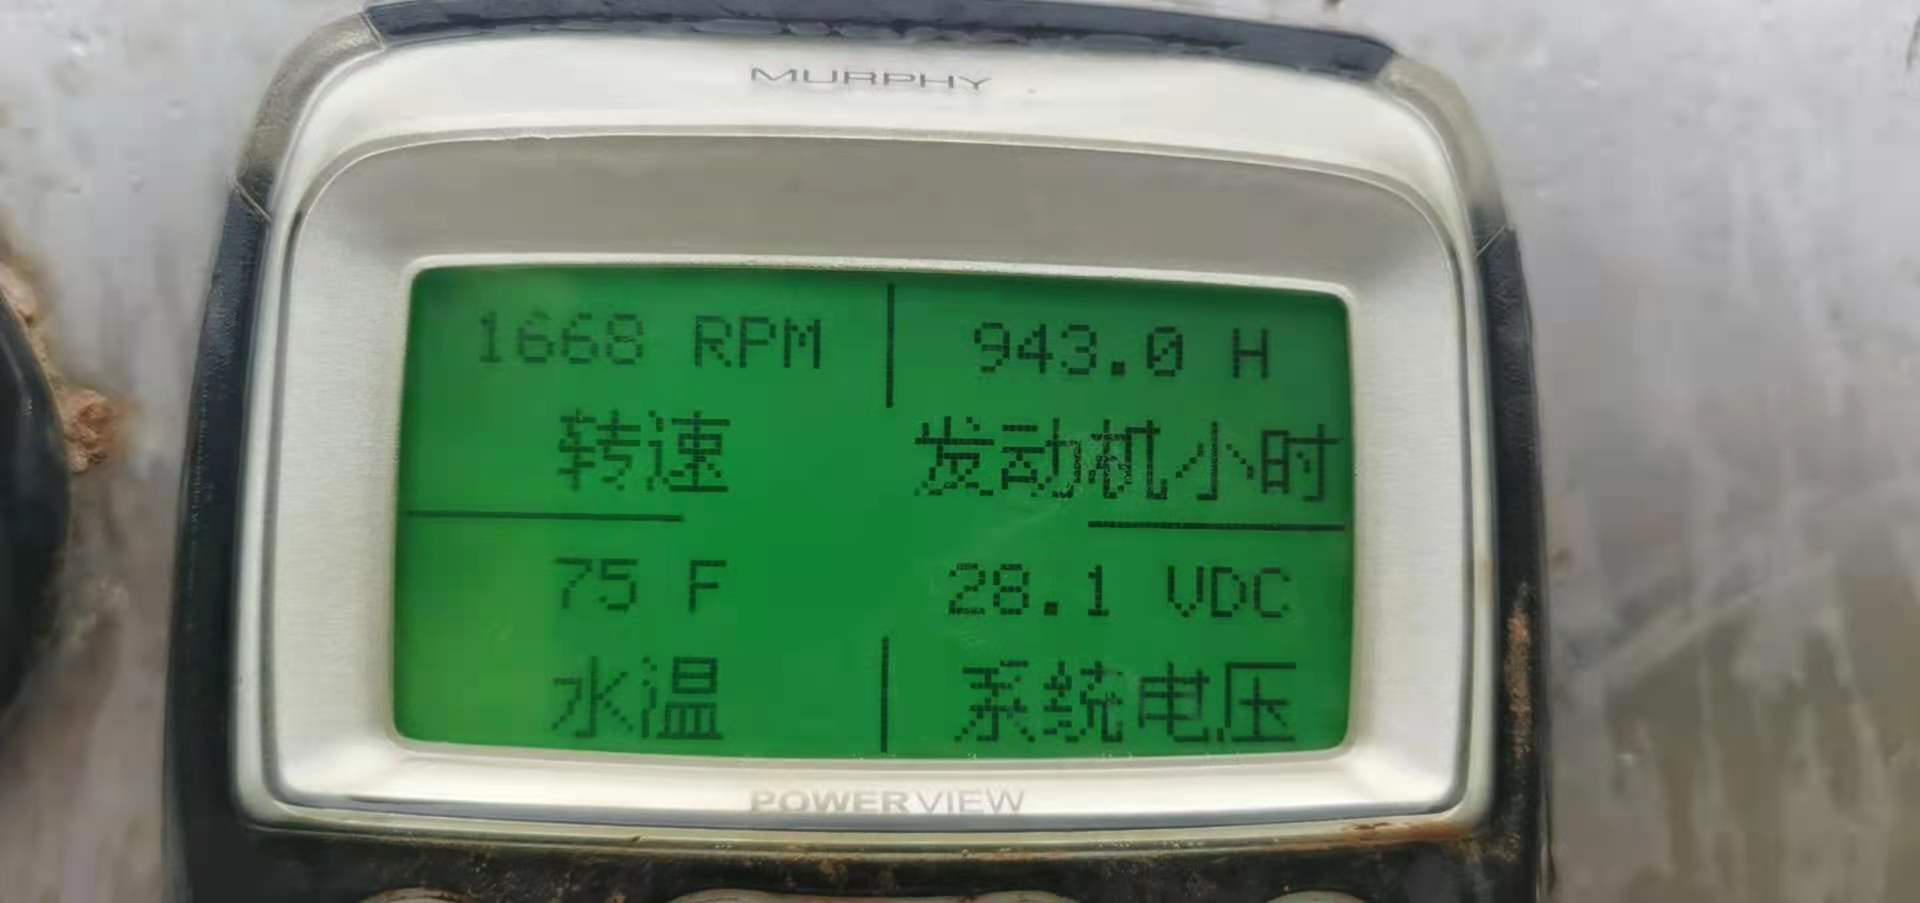 MURPHY
1668 RPM
转速
943.0 H
发动机小时
75 F
水温
28.1 VDC
系统电压
POWERVIEW